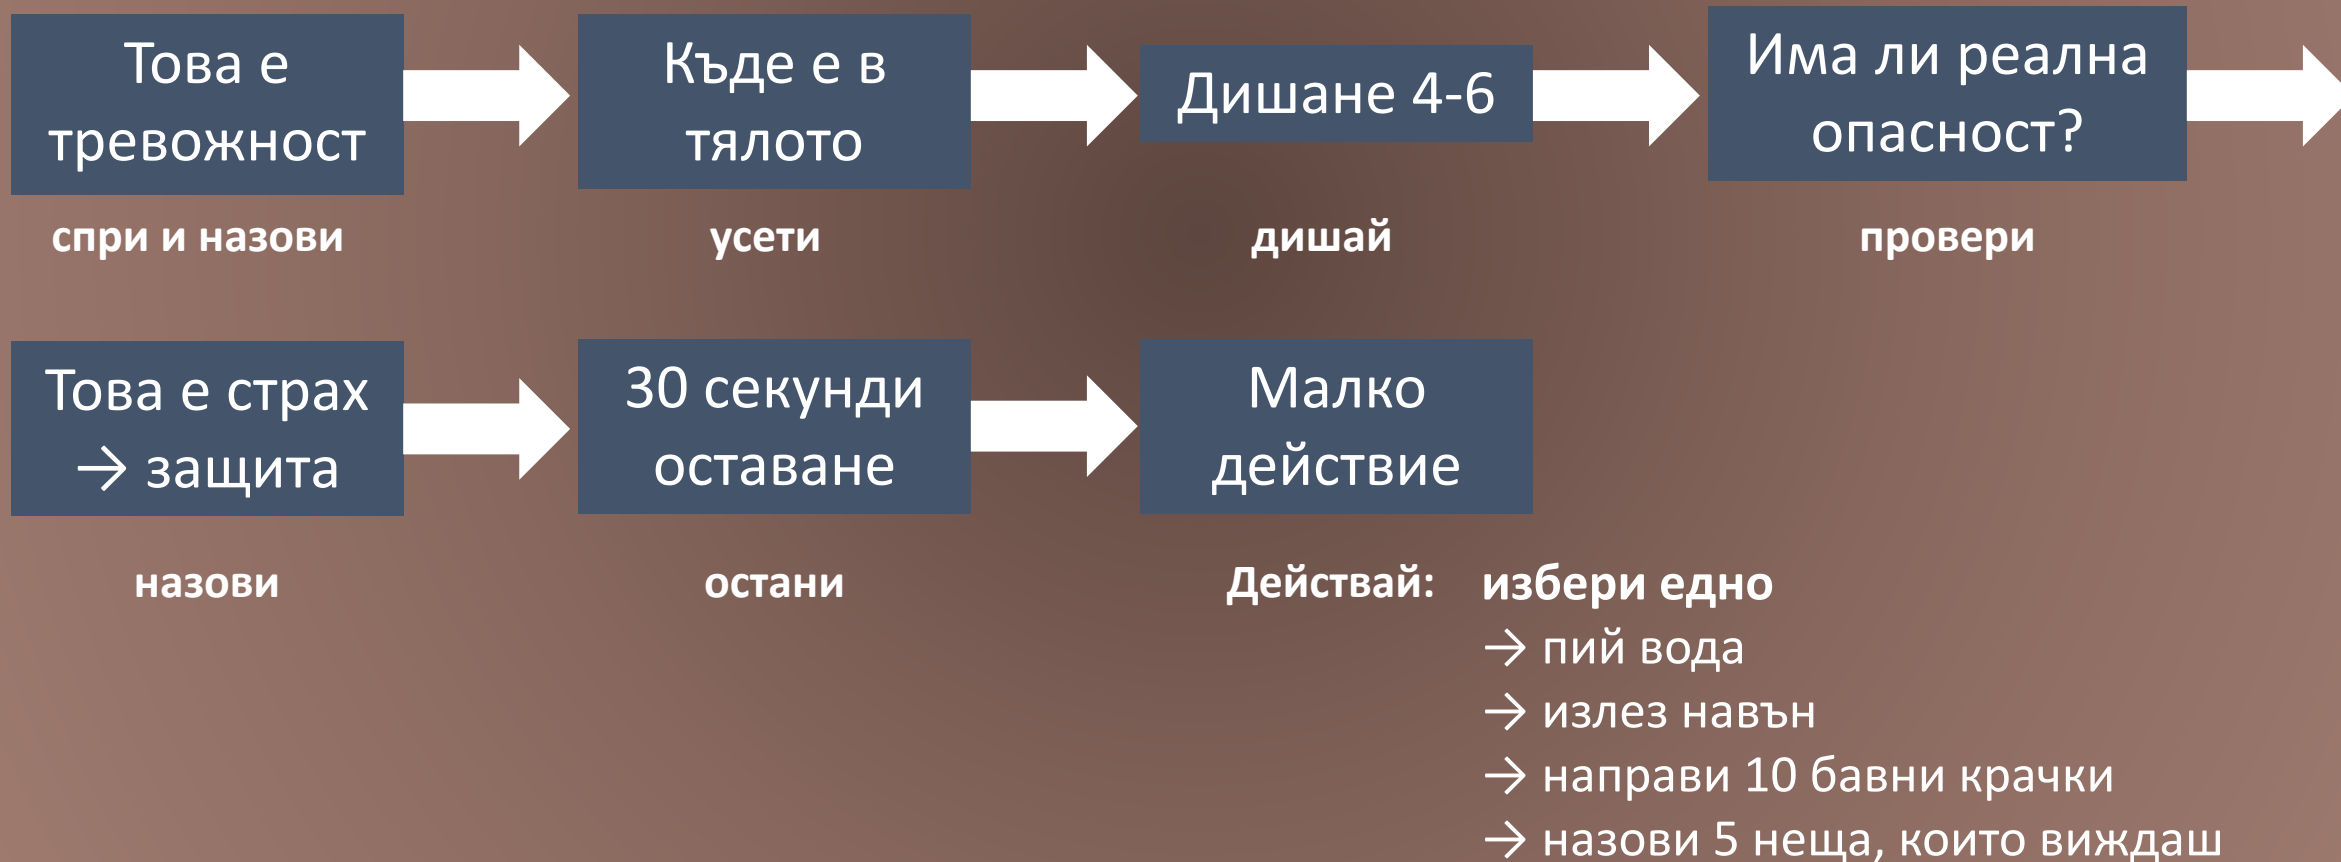 Това е
тревожност
спри и назови
Къде е в
тялото
усети
Дишане 4-6
дишай
Има ли реална
опасност?
провери
Това е страх
→ защита
назови
30 секунди
оставане
остани
Малко
действие
Действай:
избери едно
→ пий вода
→ излез навън
→ направи 10 бавни крачки
→ назови 5 неща, които виждаш